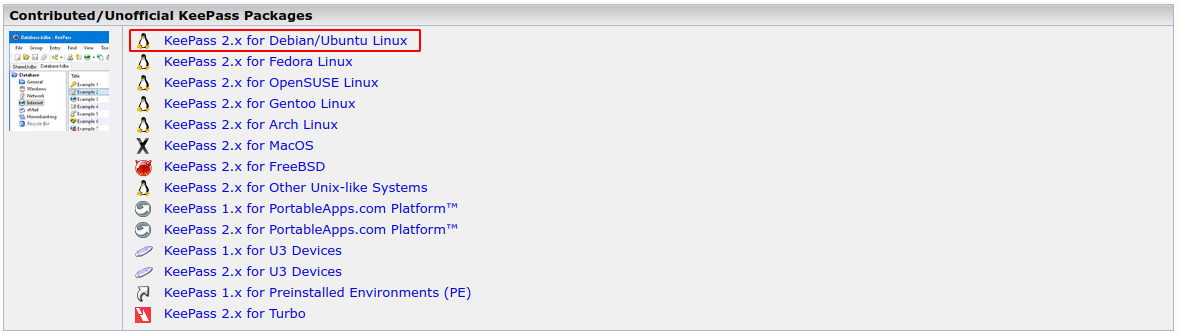 Contributed/Unofficial KeePass Packages
Database.kdbx - KeePass
File Group Entry Find View
Shared.kdbx Database.kdbx
Database
General
Windows
Network
Internet
eMail
Homebanking
Recycle Bin
Title
Example 1
Example 2
Example 3
Example 4
Example 5
Example 6
Example 7
KeePass 2.x for Debian/Ubuntu Linux
KeePass 2.x for Fedora Linux
KeePass 2.x for OpenSUSE Linux
KeePass 2.x for Gentoo Linux
KeePass 2.x for Arch Linux
KeePass 2.x for MacOS
KeePass 2.x for FreeBSD
KeePass 2.x for Other Unix-like Systems
KeePass 1.x for PortableApps.com Platform™
KeePass 2.x for PortableApps.com Platform™
KeePass 1.x for U3 Devices
KeePass 2.x for U3 Devices
KeePass 1.x for Preinstalled Environments (PE)
KeePass 2.x for Turbo